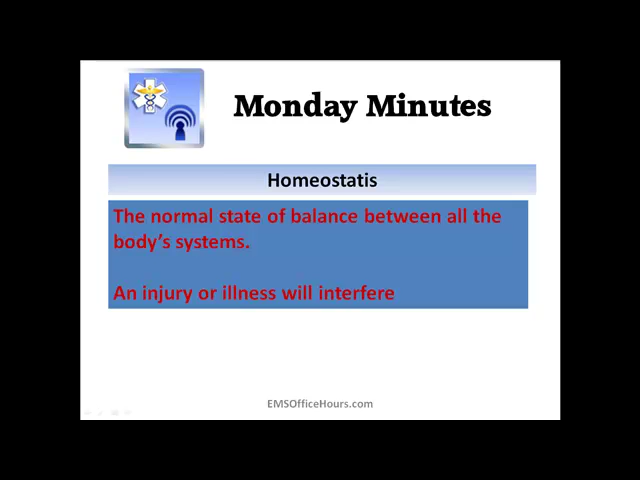 Monday Minutes
Homeostatis
The normal state of balance between all the
body's systems.
An injury or illness will interfere
EMSOfficeHours.com